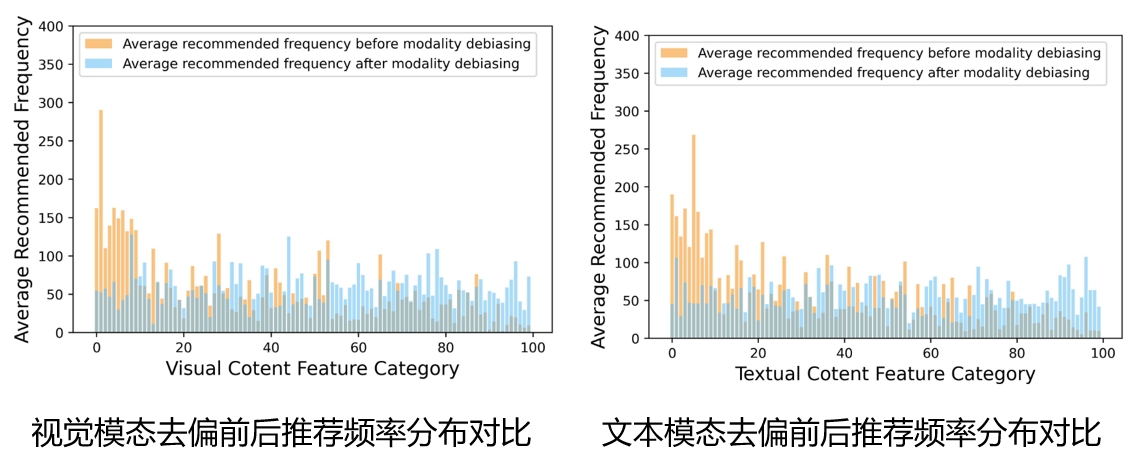 400
350
300
250
200
150
100
50
0
Average Recommended Frequency
Average recommended frequency before modality debiasing
Average recommended frequency after modality debiasing
0 20 40 60 80 100
Visual Cotent Feature Category
视觉模态去偏前后推荐频率分布对比
400
350
300
250
200
150
100
50
0
Average Recommended Frequency
Average recommended frequency before modality debiasing
Average recommended frequency after modality debiasing
0 20 40 60 80 100
Textual Cotent Feature Category
文本模态去偏前后推荐频率分布对比